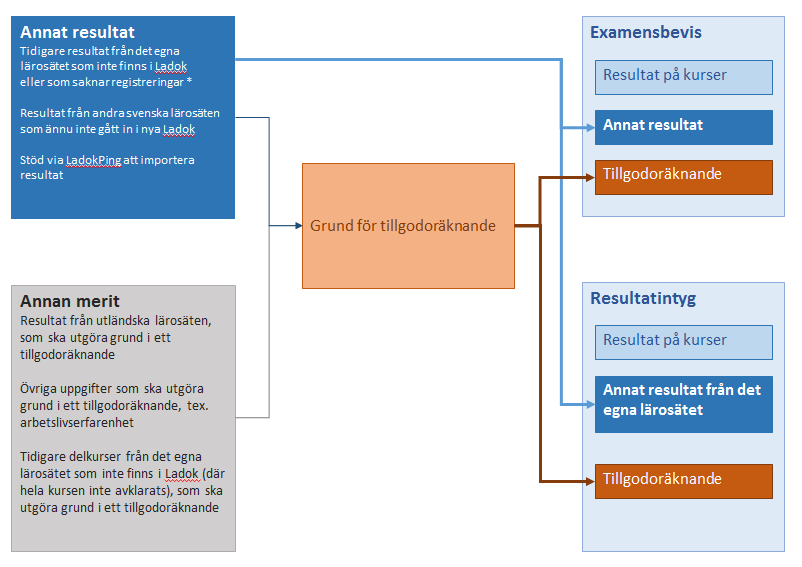 Annat resultat
Tidigare resultat från det egna
lärosätet som inte finns i Ladok
eller som saknar registreringar *
Resultat från andra svenska lärosäten
som ännu inte gått in i nya Ladok
Stöd via LadokPing att importera
resultat
Annan merit
Resultat från utländska lärosäten,
som ska utgöra grund i ett
tillgodoräknande
Övriga uppgifter som ska utgöra
grund i ett tillgodoräknande, tex.
arbetslivserfarenhet
Tidigare delkurser från det egna
lärosätet som inte finns i Ladok (där
hela kursen inte avklarats), som ska
utgöra grund i ett tillgodoräknande
Grund för tillgodoräknande
Examensbevis
Resultat på kurser
Annat resultat
Tillgodoräknande
Resultatintyg
Resultat på kurser
Annat resultat från det
egna lärosätet
Tillgodoräknande